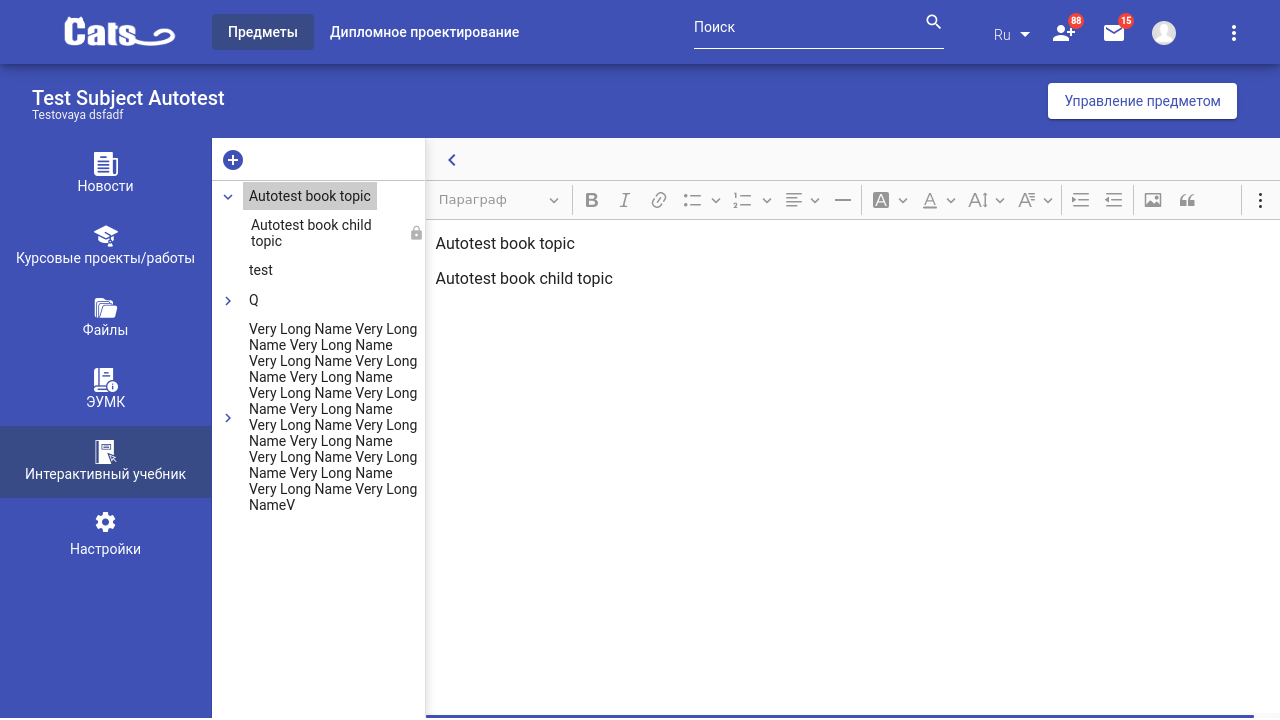 Cats
Предметы
Дипломное проектирование
Поиск
Ru
88
15
Test Subject Autotest
Testovaya dsfadf
Управление предметом
Новости
Курсовые проекты/работы
Файлы
ЭУМК
Интерактивный учебник
Настройки
Autotest book topic
Autotest book child
topic
test
Q
Very Long Name Very Long
Name Very Long Name
Very Long Name Very Long
Name Very Long Name
Very Long Name Very Long
Name Very Long Name
Very Long Name Very Long
Name Very Long Name
Very Long Name Very Long
Name Very Long Name
Very Long Name Very Long
NameV
Параграф
Autotest book topic
Autotest book child topic